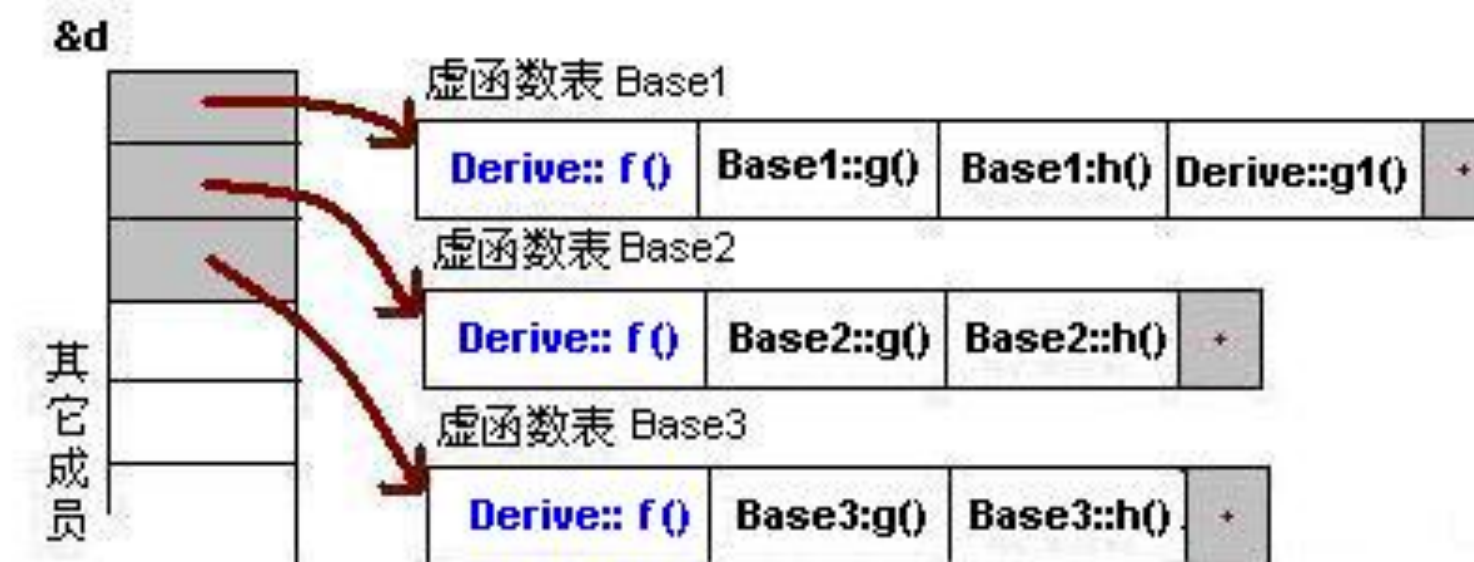 &d
虚函数表 Base1
Derive:: f() Base1::g() Base1:h() Derive::g1()
虚函数表 Base2
Derive:: f() Base2::g() Base2::h()
其它成员
虚函数表 Base3
Derive:: f() Base3:g() Base3::h()